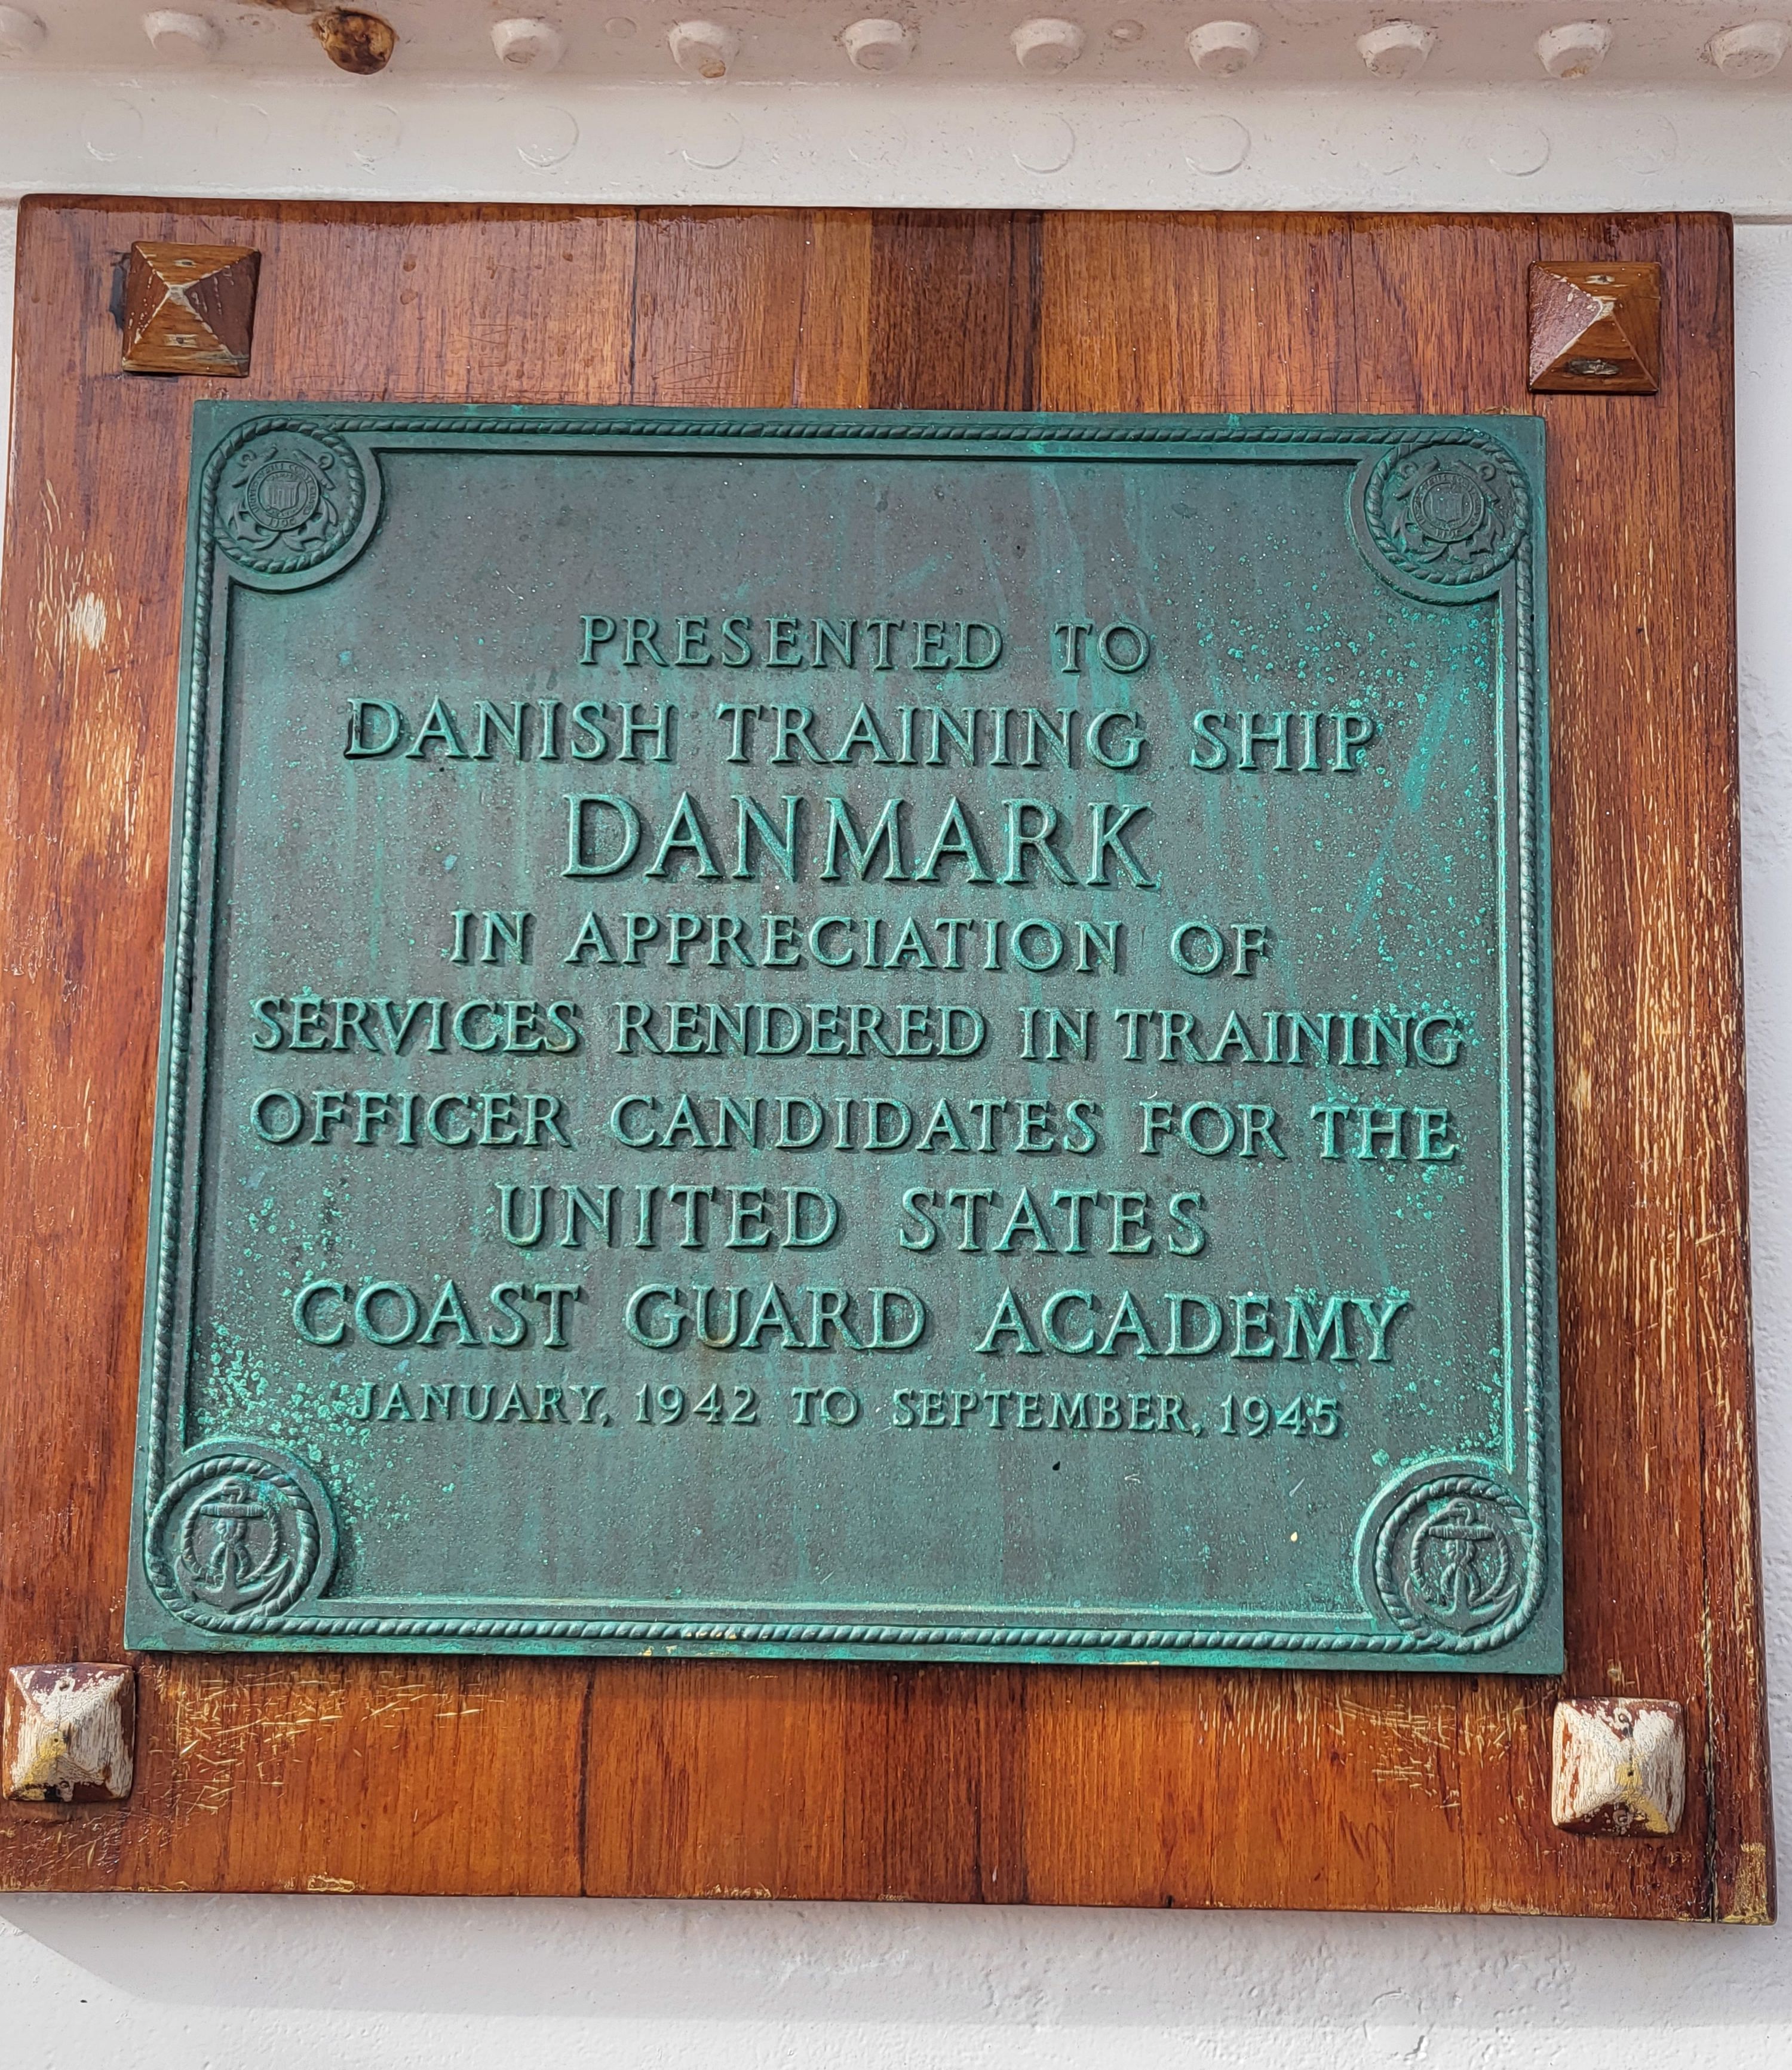 PRESENTED TO
DANISH TRAINING SHIP
DANMARK
IN APPRECIATION OF
SERVICES RENDERED IN TRAINING
OFFICER CANDIDATES FOR THE
UNITED STATES
COAST GUARD ACADEMY
JANUARY, 1942 TO SEPTEMBER, 1945